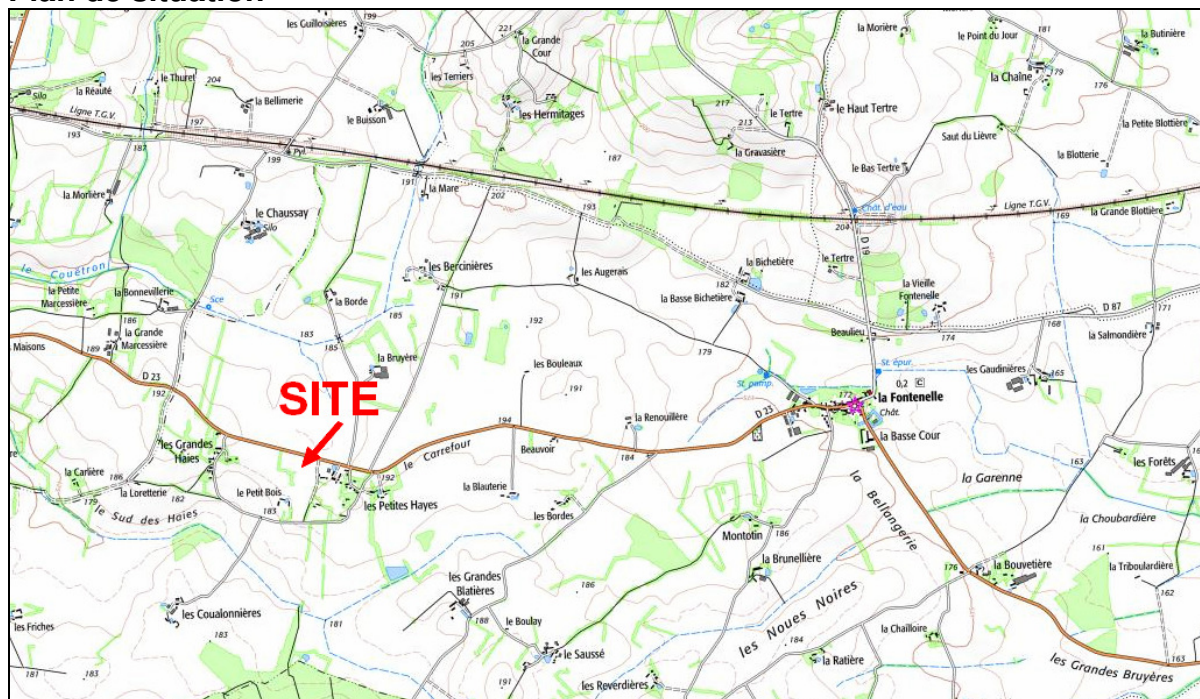 Plan de situation
les Guilloisières
199
221
la Grande
Cour
la Morière
le Point du Jour
181
la Butinière
205
les Terriers
la Chaîne
179
176
le Thuret
204
la Réauté
Silo
la Bellimerie
les Hermitages
217
le Tertre
le Haut Tertre
213
la Petite Blottière
Ligne T.G.V.
197
le Buisson
Saut du Lièvre
193
187
199
Pyl.
187
la Gravasière
le Bas Tertre
la Blotterie
191
la Mare
202
la Morlière
193
Chât. d'eau
Ligne T.G.V.
169
la Grande Blottière
204
le Chaussay
Silo
D 19
le Couëtron
les Bercinières
les Augerais
la Bichetière
le Tertre
182
la Petite
Marcessière
la Bonnevillerie
Sce
191
la Borde
la Basse Bichetière
la Vieille
Fontenelle
D 87
171
186
183
185
192
Beaulieu
168
la Salmondière
la Grande
Marcessière
189
185
174
Maisons
179
la Bruyère
les Bouleaux
St. épur.
les Gaudinières
165
D 23
192
SITE
191
St. pomp.
0,2 C
172
la Fontenelle
Chât.
194
la Renouillère
D 23
les Grandes
Haies
le Carrefour
Beauvoir
184
la Basse Cour
163
les Forêts
la Carlière
179
186
la Loretterie
182
le Petit Bois
183
192
la Blauterie
la Garenne
le Sud des Haies
les Petites Hayes
les Bordes
la Bellangerie
la Choubardière
Montotin
186
la Brunellière
161
la Triboulardière
176
la Bouvetière
les Grandes
Blatières
186
162
les Coualonnières
188
les Noues Noires
les Friches
183
181
le Boulay
184
la Chailloire
le Saussé
la Ratière
les Grandes Bruyères
163
181
183
191
les Reverdières